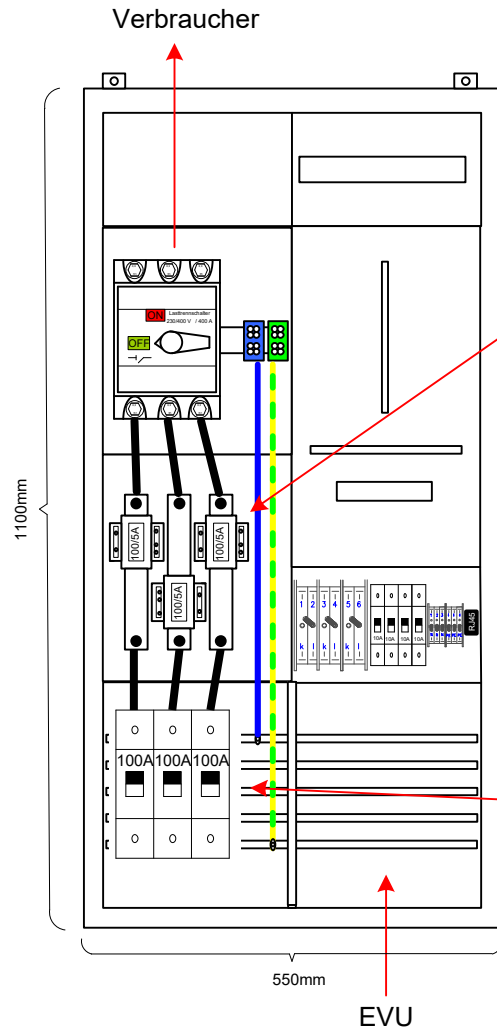 Verbraucher
ON
Lasttrennschalter
230/400 V / 400 A
OFF
1100mm
100/5A
100/5A
100/5A
1 2 3 4 5 6
k l k l k l
10A 10A 10A 10A
RJ45
100A 100A 100A
550mm
EVU